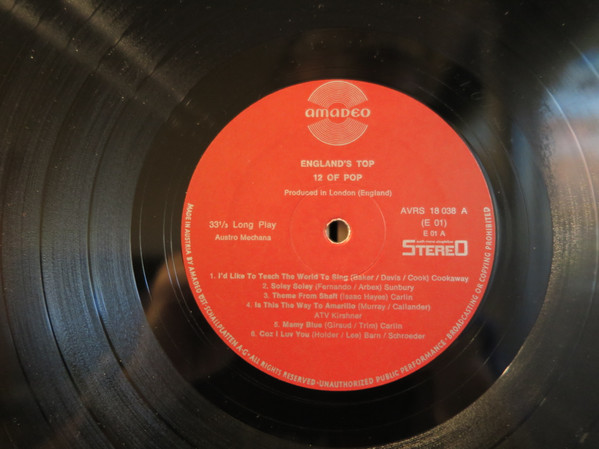 amadeo
ENGLAND'S TOP
12 OF POP
Produced in London (England)
33⅓ Long Play
Austro Mechana
AVRS 18 038 A
(E 01)
E 01 A
STEREO
1. I'd Like To Teach The World To Sing (Baker / Davis / Cook) Cookaway
2. Soley Soley (Fernando / Arbex) Sunbury
3. Theme From Shaft (Isaac Hayes) Carlin
4. Is This The Way To Amarillo (Murray / Callander)
ATV Kirshner
5. Mamy Blue (Giraud / Trim) Carlin
6. Coz I Luv You (Holder / Lea) Barn / Schroeder
MADE IN AUSTRIA BY AMADEO SCHALLPLATTEN A·G · ALL RIGHTS RESERVED · UNAUTHORIZED PUBLIC PERFORMANCE · BROADCASTING OR COPYING PROHIBITED